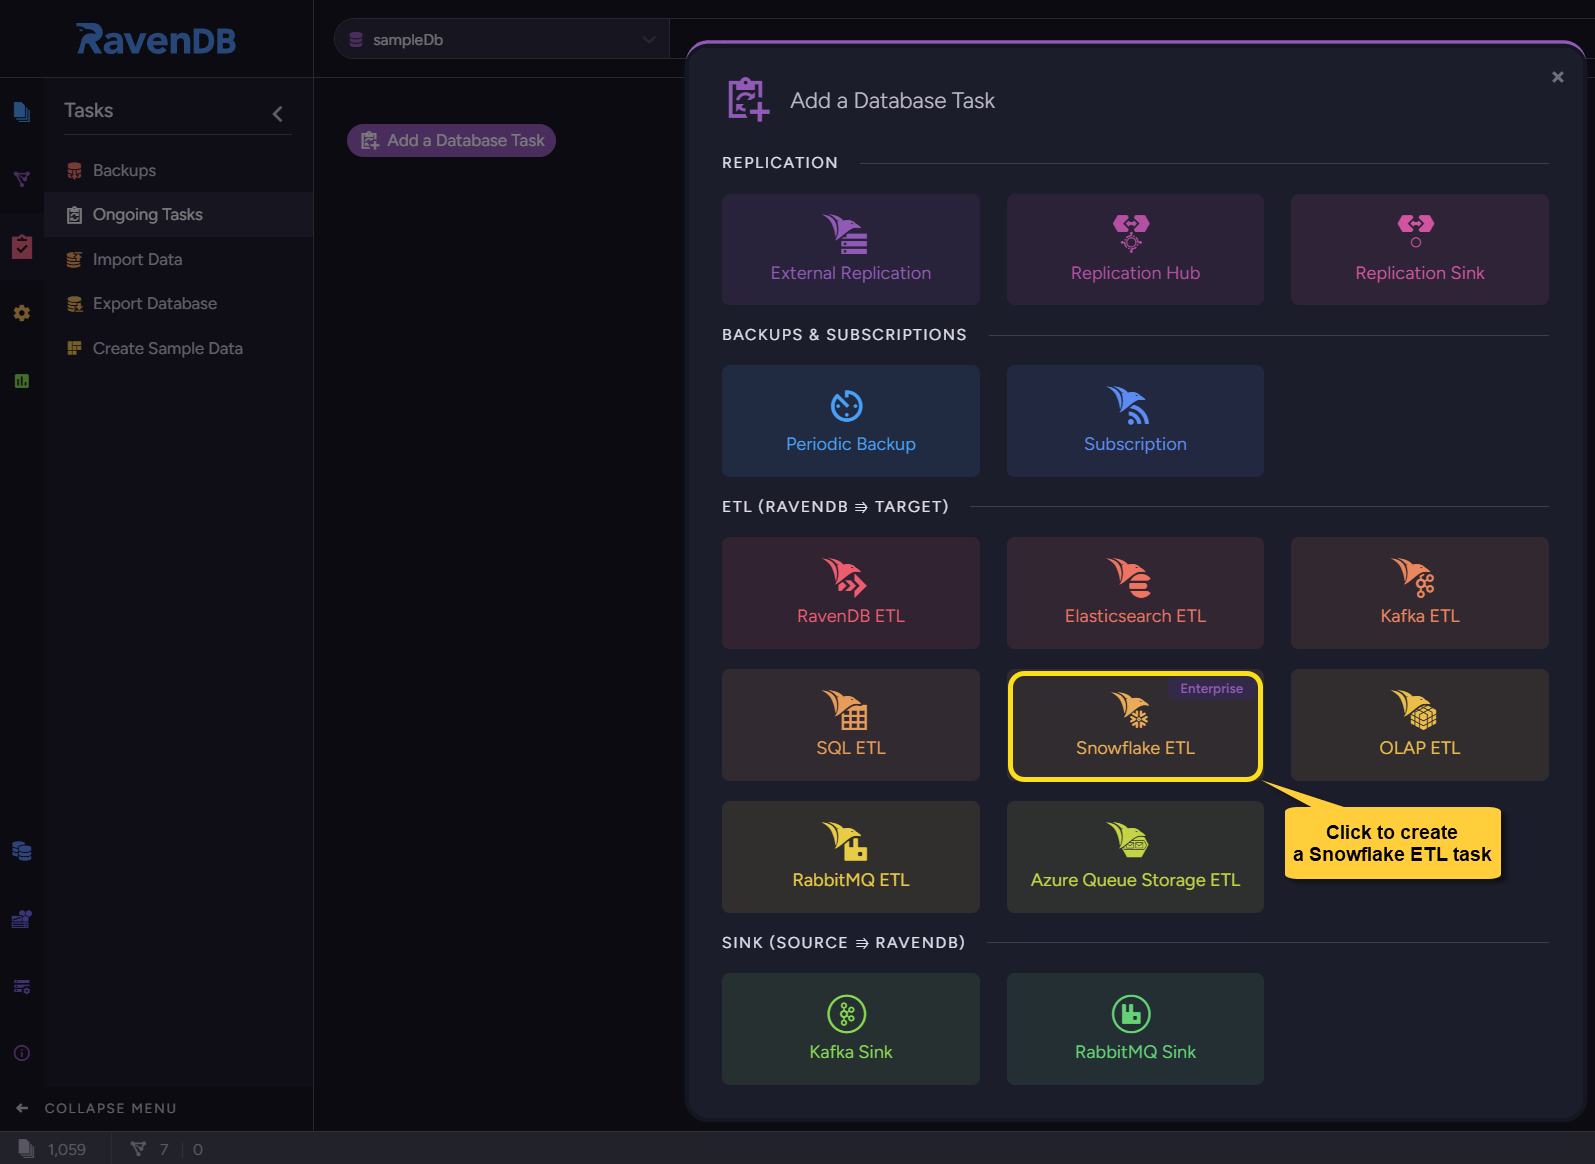 RavenDB
sampleDb
Tasks
Backups
Ongoing Tasks
Import Data
Export Database
Create Sample Data
COLLAPSE MENU
1,059
7
0
Add a Database Task
Add a Database Task
×
REPLICATION
External Replication
Replication Hub
Replication Sink
BACKUPS & SUBSCRIPTIONS
Periodic Backup
Subscription
ETL (RAVENDB ⇛ TARGET)
RavenDB ETL
Elasticsearch ETL
Kafka ETL
SQL ETL
Enterprise
Snowflake ETL
OLAP ETL
RabbitMQ ETL
Azure Queue Storage ETL
Click to create
a Snowflake ETL task
SINK (SOURCE ⇛ RAVENDB)
Kafka Sink
RabbitMQ Sink